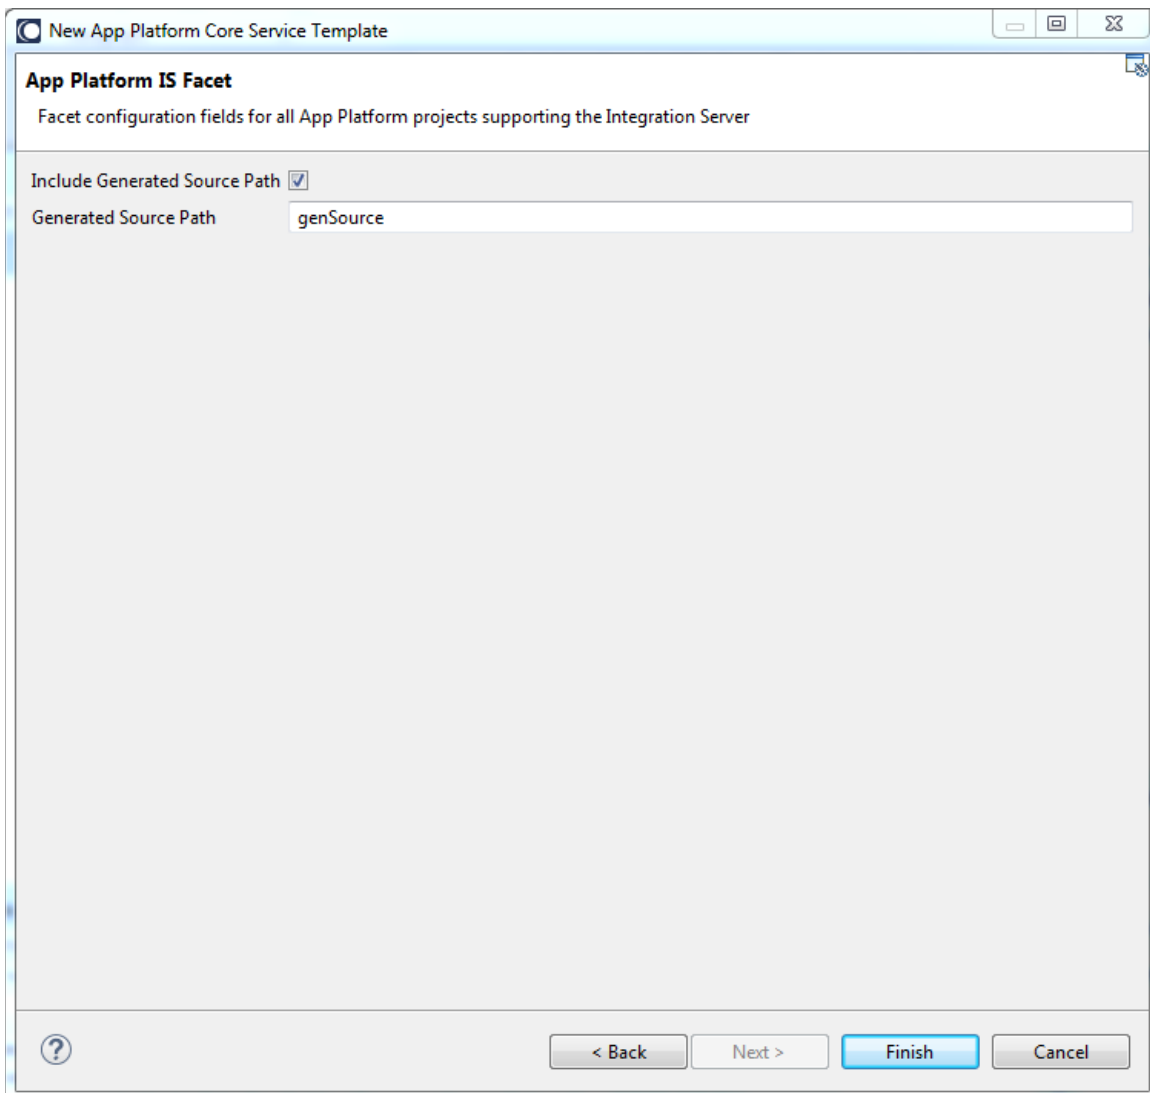 New App Platform Core Service Template
App Platform IS Facet
Facet configuration fields for all App Platform projects supporting the Integration Server
Include Generated Source Path
Generated Source Path genSource
? < Back Next > Finish Cancel